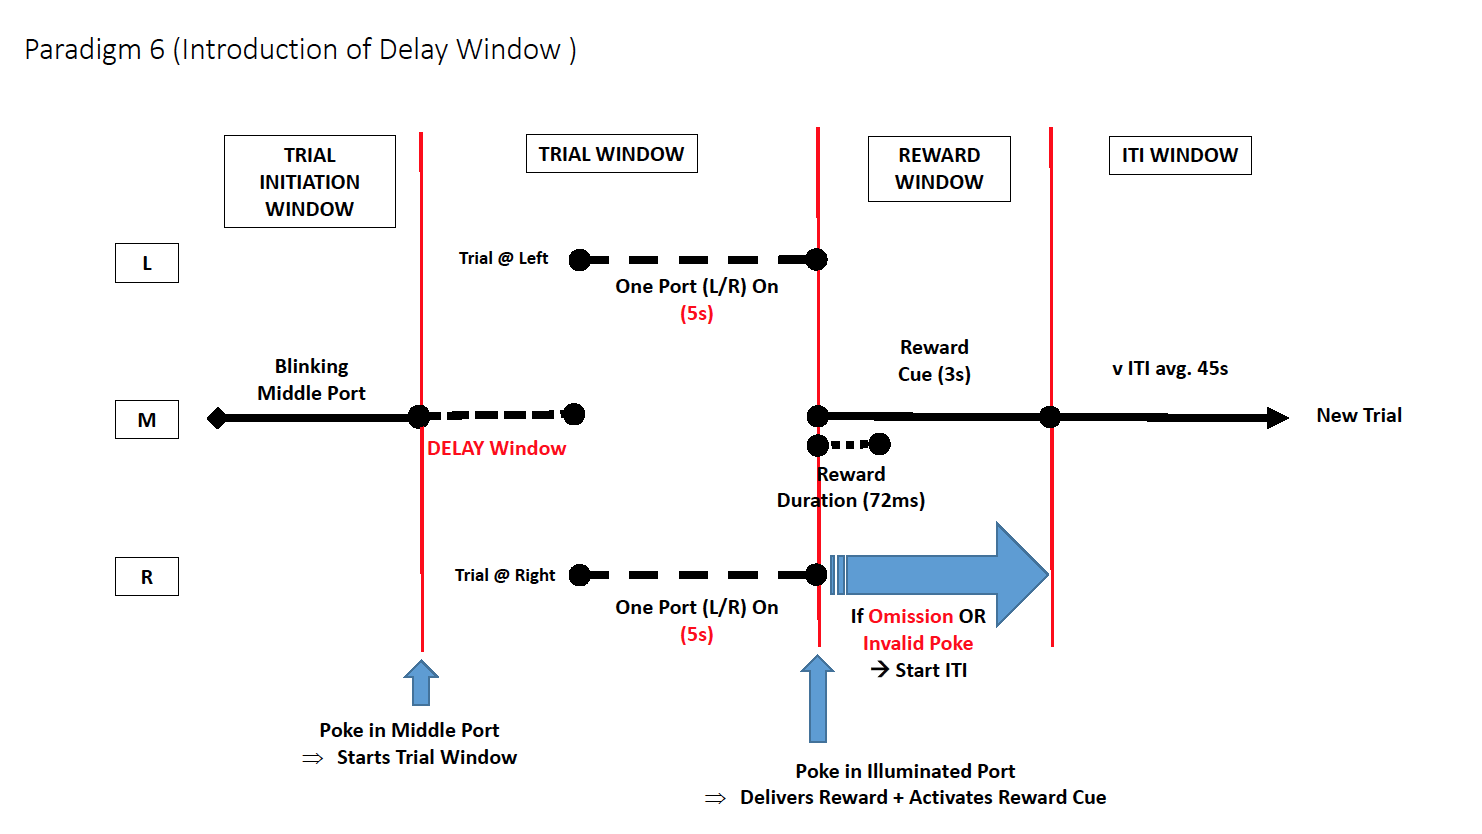 Paradigm 6 (Introduction of Delay Window )
TRIAL
INITIATION
WINDOW
TRIAL WINDOW
REWARD
WINDOW
ITI WINDOW
L
Trial @ Left
One Port (L/R) On
(5s)
Blinking
Middle Port
Reward
Cue (3s)
v ITI avg. 45s
M
New Trial
DELAY Window
Reward
Duration (72ms)
R
Trial @ Right
One Port (L/R) On
(5s)
If Omission OR
Invalid Poke
→ Start ITI
Poke in Middle Port
⇒ Starts Trial Window
Poke in Illuminated Port
⇒ Delivers Reward + Activates Reward Cue